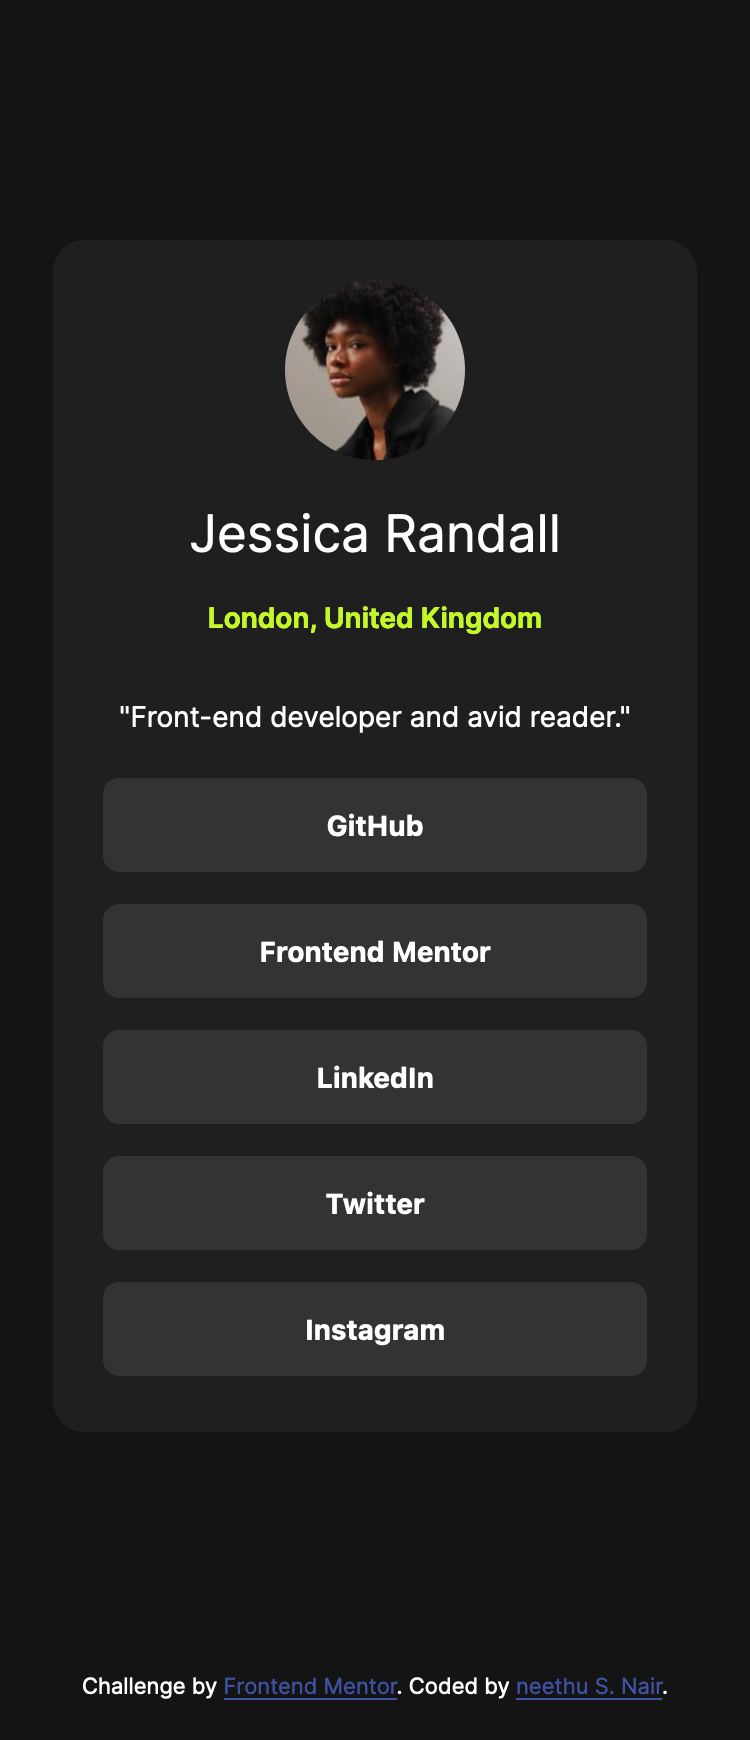 Jessica Randall
London, United Kingdom
"Front-end developer and avid reader."
GitHub
Frontend Mentor
LinkedIn
Twitter
Instagram
Challenge by Frontend Mentor. Coded by neethu S. Nair.